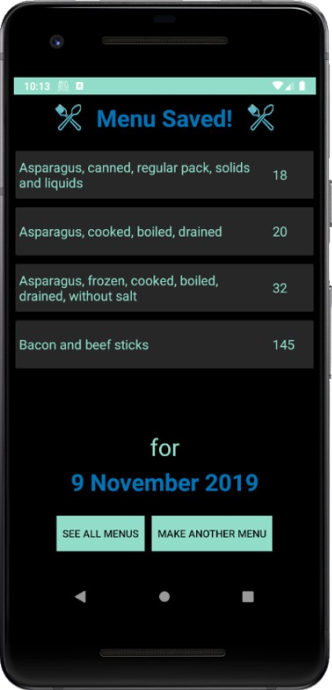 10:13
Menu Saved!
Asparagus, canned, regular pack, solids
and liquids
18
Asparagus, cooked, boiled, drained
20
Asparagus, frozen, cooked, boiled,
drained, without salt
32
Bacon and beef sticks
145
for
9 November 2019
SEE ALL MENUS
MAKE ANOTHER MENU